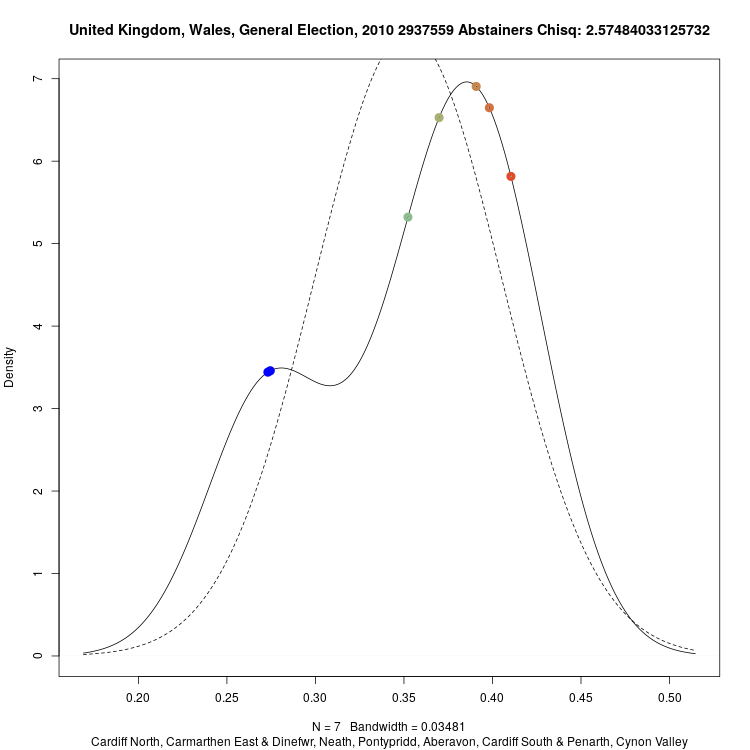 United Kingdom, Wales, General Election, 2010 2937559 Abstainers Chisq: 2.57484033125732
7
6
5
4
3
2
1
0
Density
0.20 0.25 0.30 0.35 0.40 0.45 0.50
N = 7 Bandwidth = 0.03481
Cardiff North, Carmarthen East & Dinefwr, Neath, Pontypridd, Aberavon, Cardiff South & Penarth, Cynon Valley